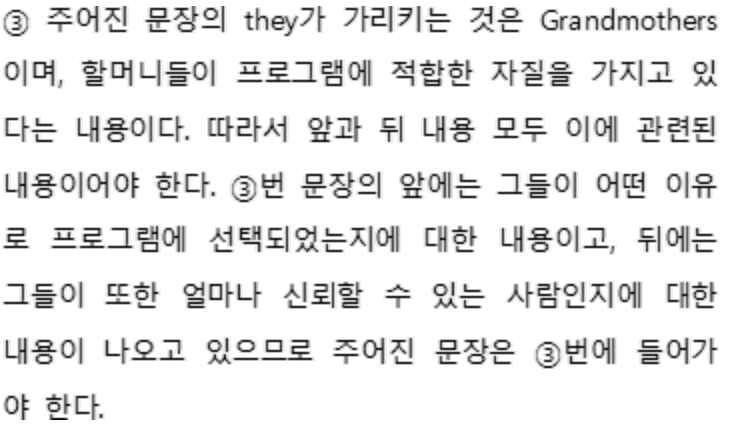 ③ 주어진 문장의 they가 가리키는 것은 Grandmothers
이며, 할머니들이 프로그램에 적합한 자질을 가지고 있
다는 내용이다. 따라서 앞과 뒤 내용 모두 이에 관련된
내용이어야 한다. ③번 문장의 앞에는 그들이 어떤 이유
로 프로그램에 선택되었는지에 대한 내용이고, 뒤에는
그들이 또한 얼마나 신뢰할 수 있는 사람인지에 대한
내용이 나오고 있으므로 주어진 문장은 ③번에 들어가
야 한다.